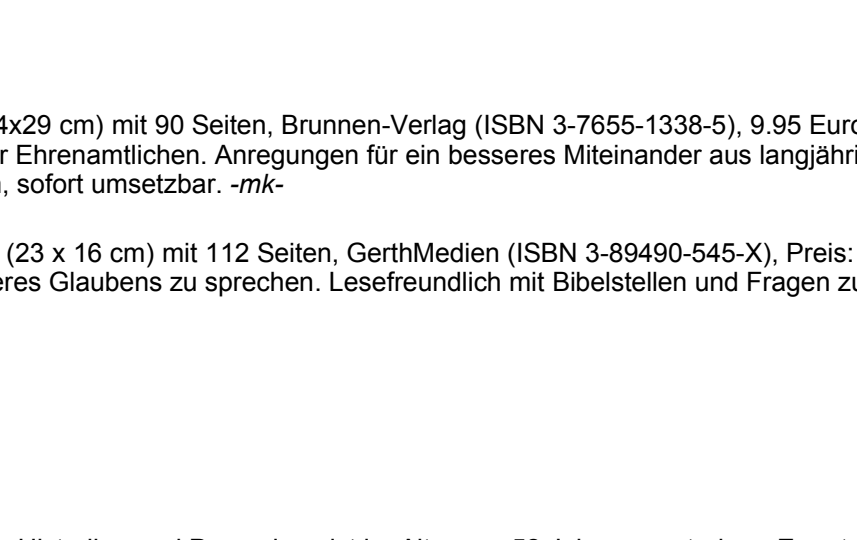 4x29 cm) mit 90 Seiten, Brunnen-Verlag (ISBN 3-7655-1338-5), 9.95 Euro
r Ehrenamtlichen. Anregungen für ein besseres Miteinander aus langjähri
, sofort umsetzbar. -mk-
(23 x 16 cm) mit 112 Seiten, GerthMedien (ISBN 3-89490-545-X), Preis:
eres Glaubens zu sprechen. Lesefreundlich mit Bibelstellen und Fragen zu